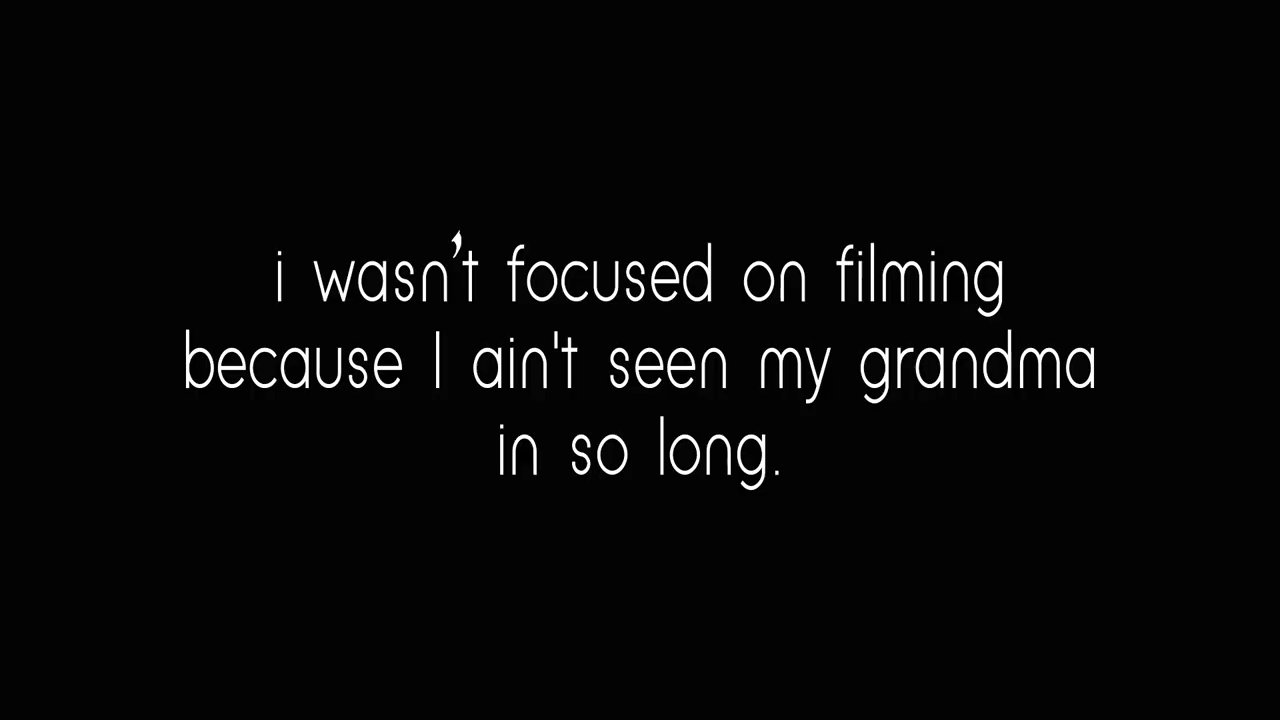 i wasn’t focused on filming
because I ain't seen my grandma
in so long.